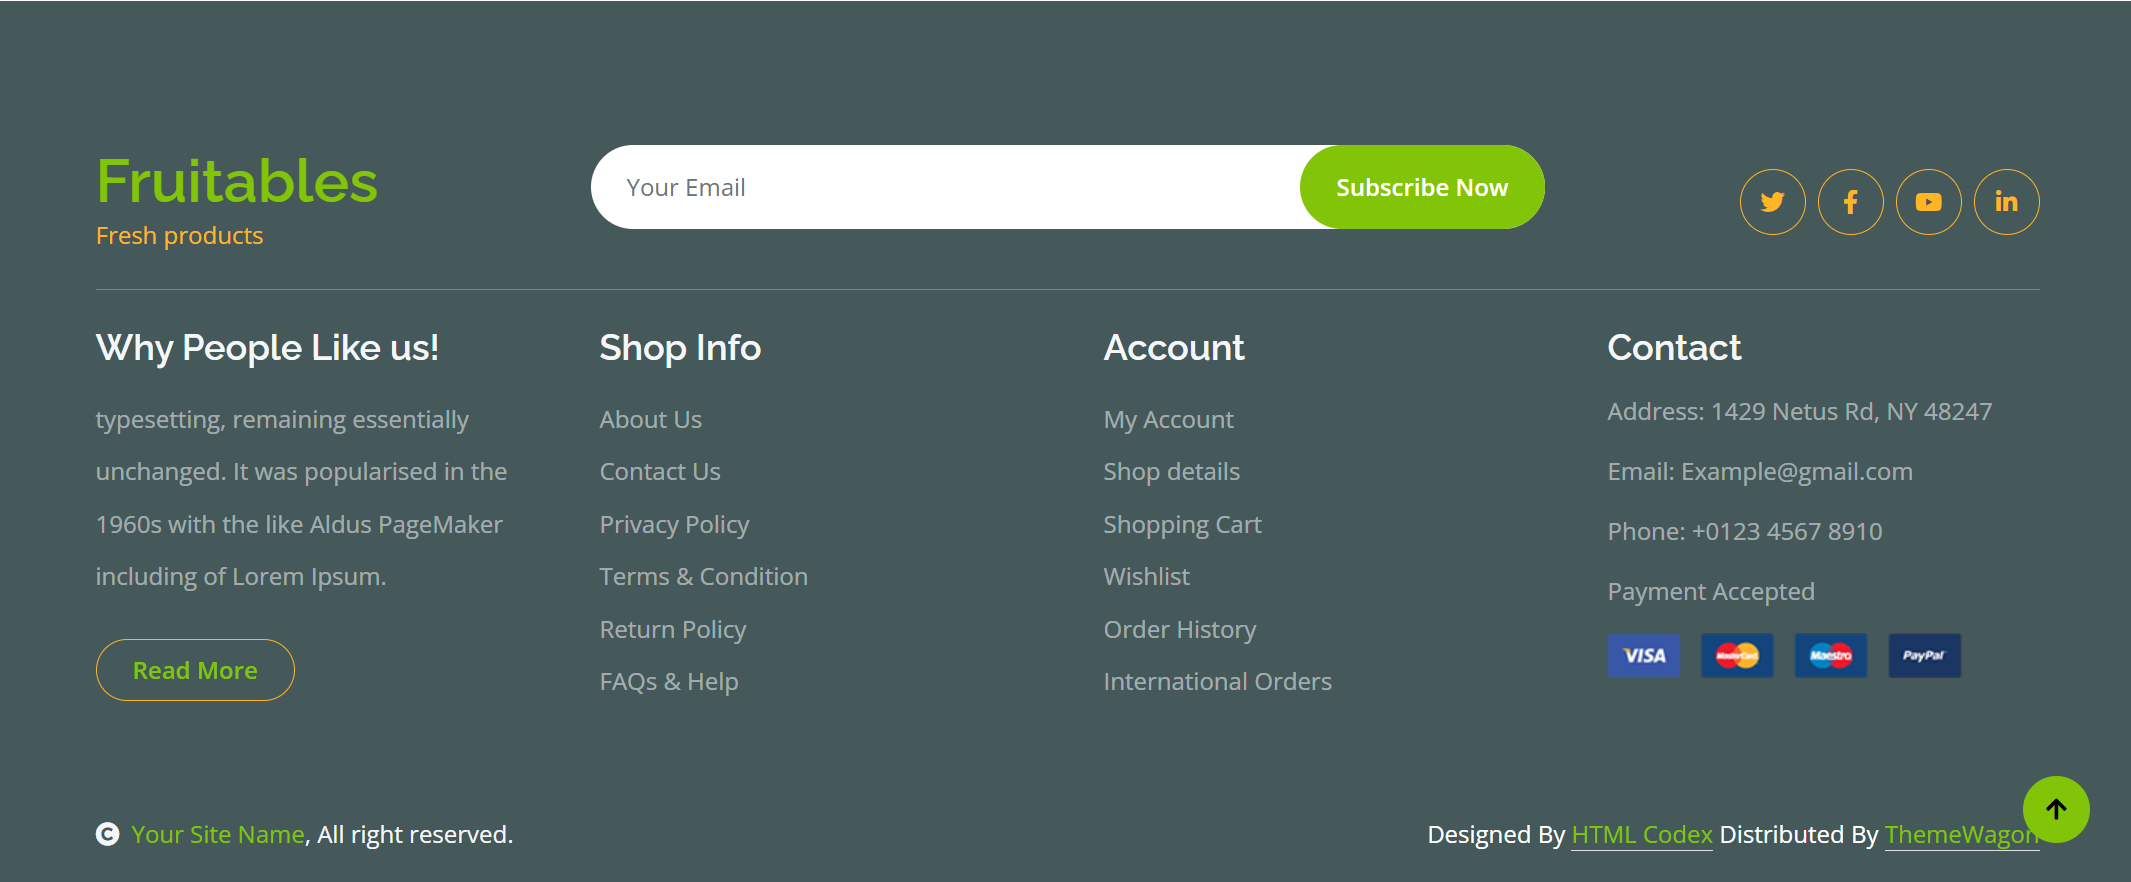 Fruitables
Fresh products
Your Email
Subscribe Now
Why People Like us!
typesetting, remaining essentially
unchanged. It was popularised in the
1960s with the like Aldus PageMaker
including of Lorem Ipsum.
Read More
Shop Info
About Us
Contact Us
Privacy Policy
Terms & Condition
Return Policy
FAQs & Help
Account
My Account
Shop details
Shopping Cart
Wishlist
Order History
International Orders
Contact
Address: 1429 Netus Rd, NY 48247
Email: Example@gmail.com
Phone: +0123 4567 8910
Payment Accepted
VISA MasterCard Maestro PayPal
© Your Site Name, All right reserved.
Designed By HTML Codex Distributed By ThemeWagon